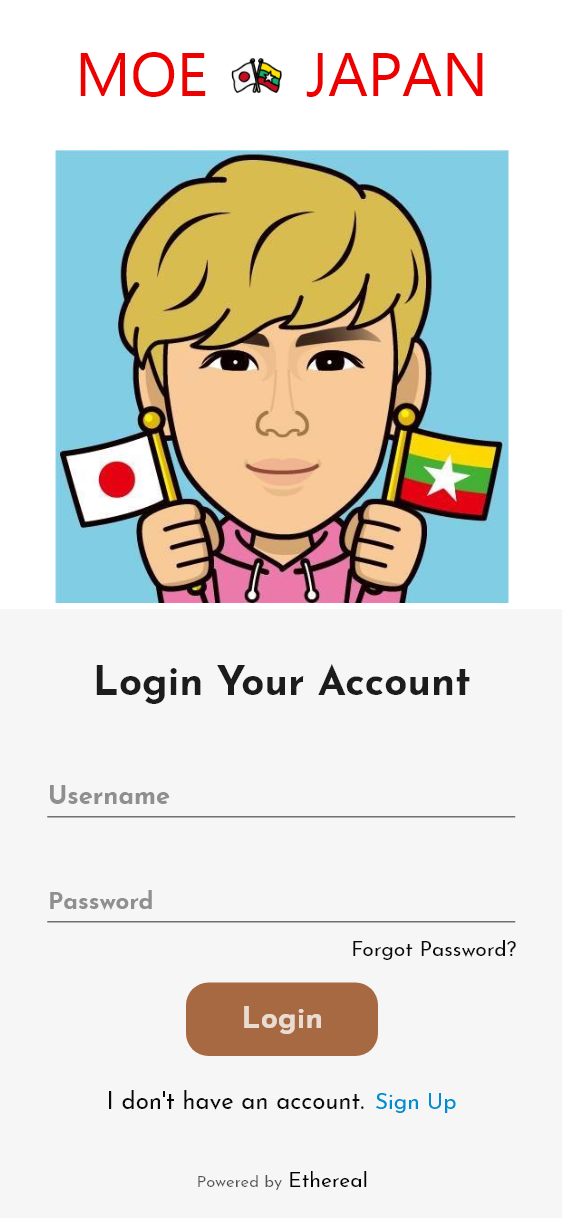 MOE JAPAN
Login Your Account
Username
Password
Forgot Password?
Login
I don't have an account. Sign Up
Powered by Ethereal